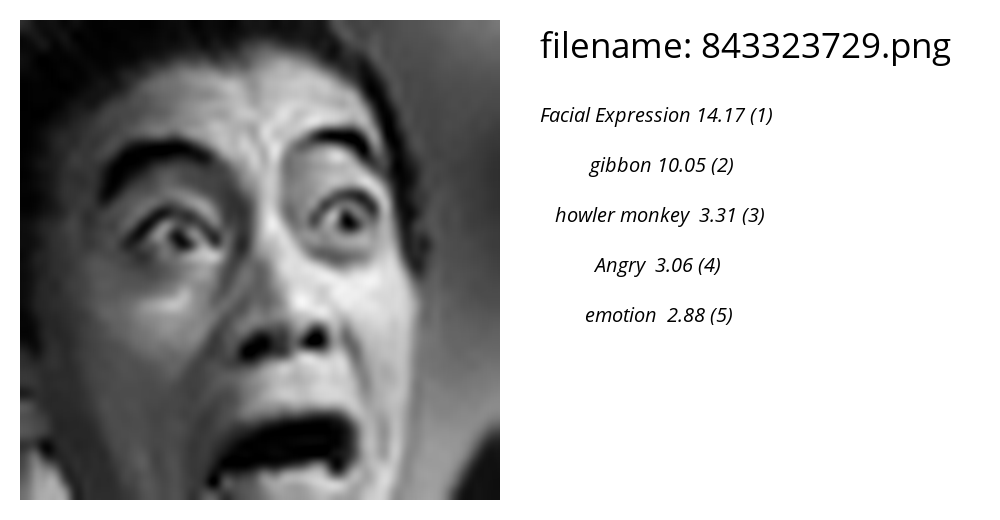 filename: 843323729.png
Facial Expression 14.17 (1)
gibbon 10.05 (2)
howler monkey 3.31 (3)
Angry 3.06 (4)
emotion 2.88 (5)